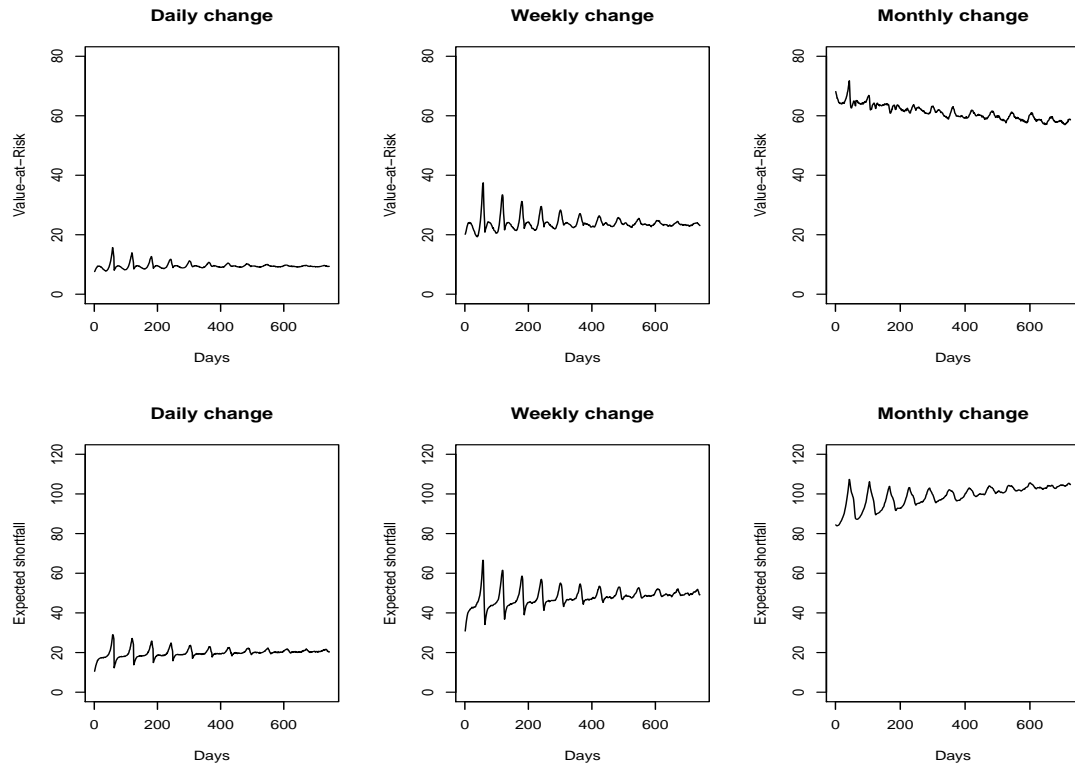 Daily change
Weekly change
Monthly change
Value−at−Risk
0 20 40 60 80
0 200 400 600
Days
Value−at−Risk
0 20 40 60 80
0 200 400 600
Days
Value−at−Risk
0 20 40 60 80
0 200 400 600
Days
Daily change
Weekly change
Monthly change
Expected shortfall
0 20 40 60 80 100 120
0 200 400 600
Days
Expected shortfall
0 20 40 60 80 100 120
0 200 400 600
Days
Expected shortfall
0 20 40 60 80 100 120
0 200 400 600
Days